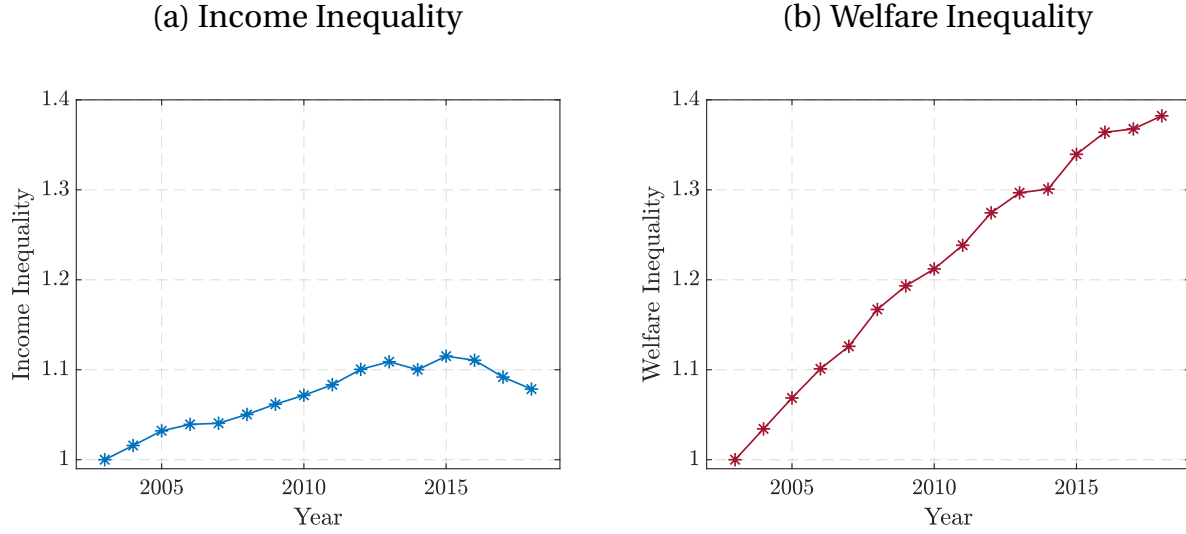 (a) Income Inequality
1.4
1.3
1.2
1.1
1
Income Inequality
2005 2010 2015
Year
(b) Welfare Inequality
1.4
1.3
1.2
1.1
1
Welfare Inequality
2005 2010 2015
Year